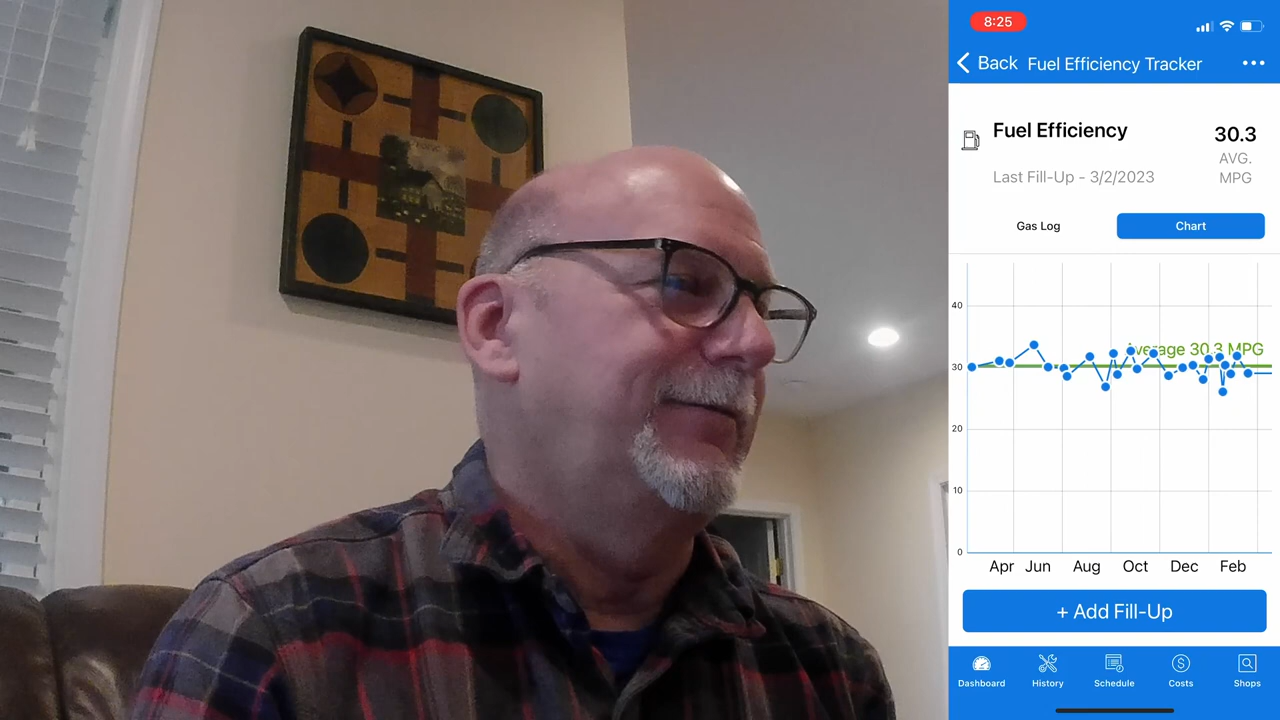 8:25
Back Fuel Efficiency Tracker
Fuel Efficiency
30.3
AVG.
MPG
Last Fill-Up - 3/2/2023
Gas Log
Chart
40
Average 30.3 MPG
30
20
10
0
Apr Jun Aug Oct Dec Feb
+ Add Fill-Up
Dashboard History Schedule Costs Shops